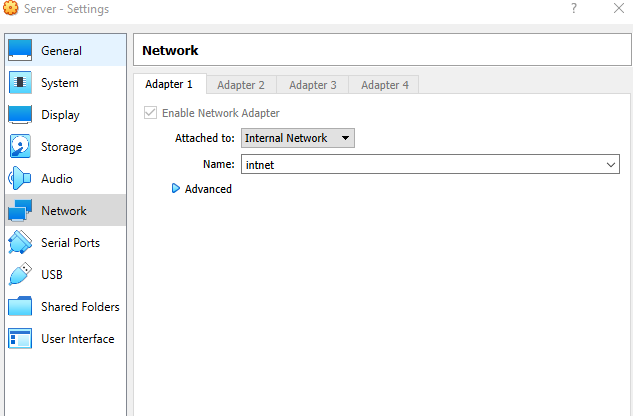 Server - Settings
?
General
System
Display
Storage
Audio
Network
Serial Ports
USB
Shared Folders
User Interface
Network
Adapter 1 Adapter 2 Adapter 3 Adapter 4
Enable Network Adapter
Attached to: Internal Network
Name: intnet
Advanced